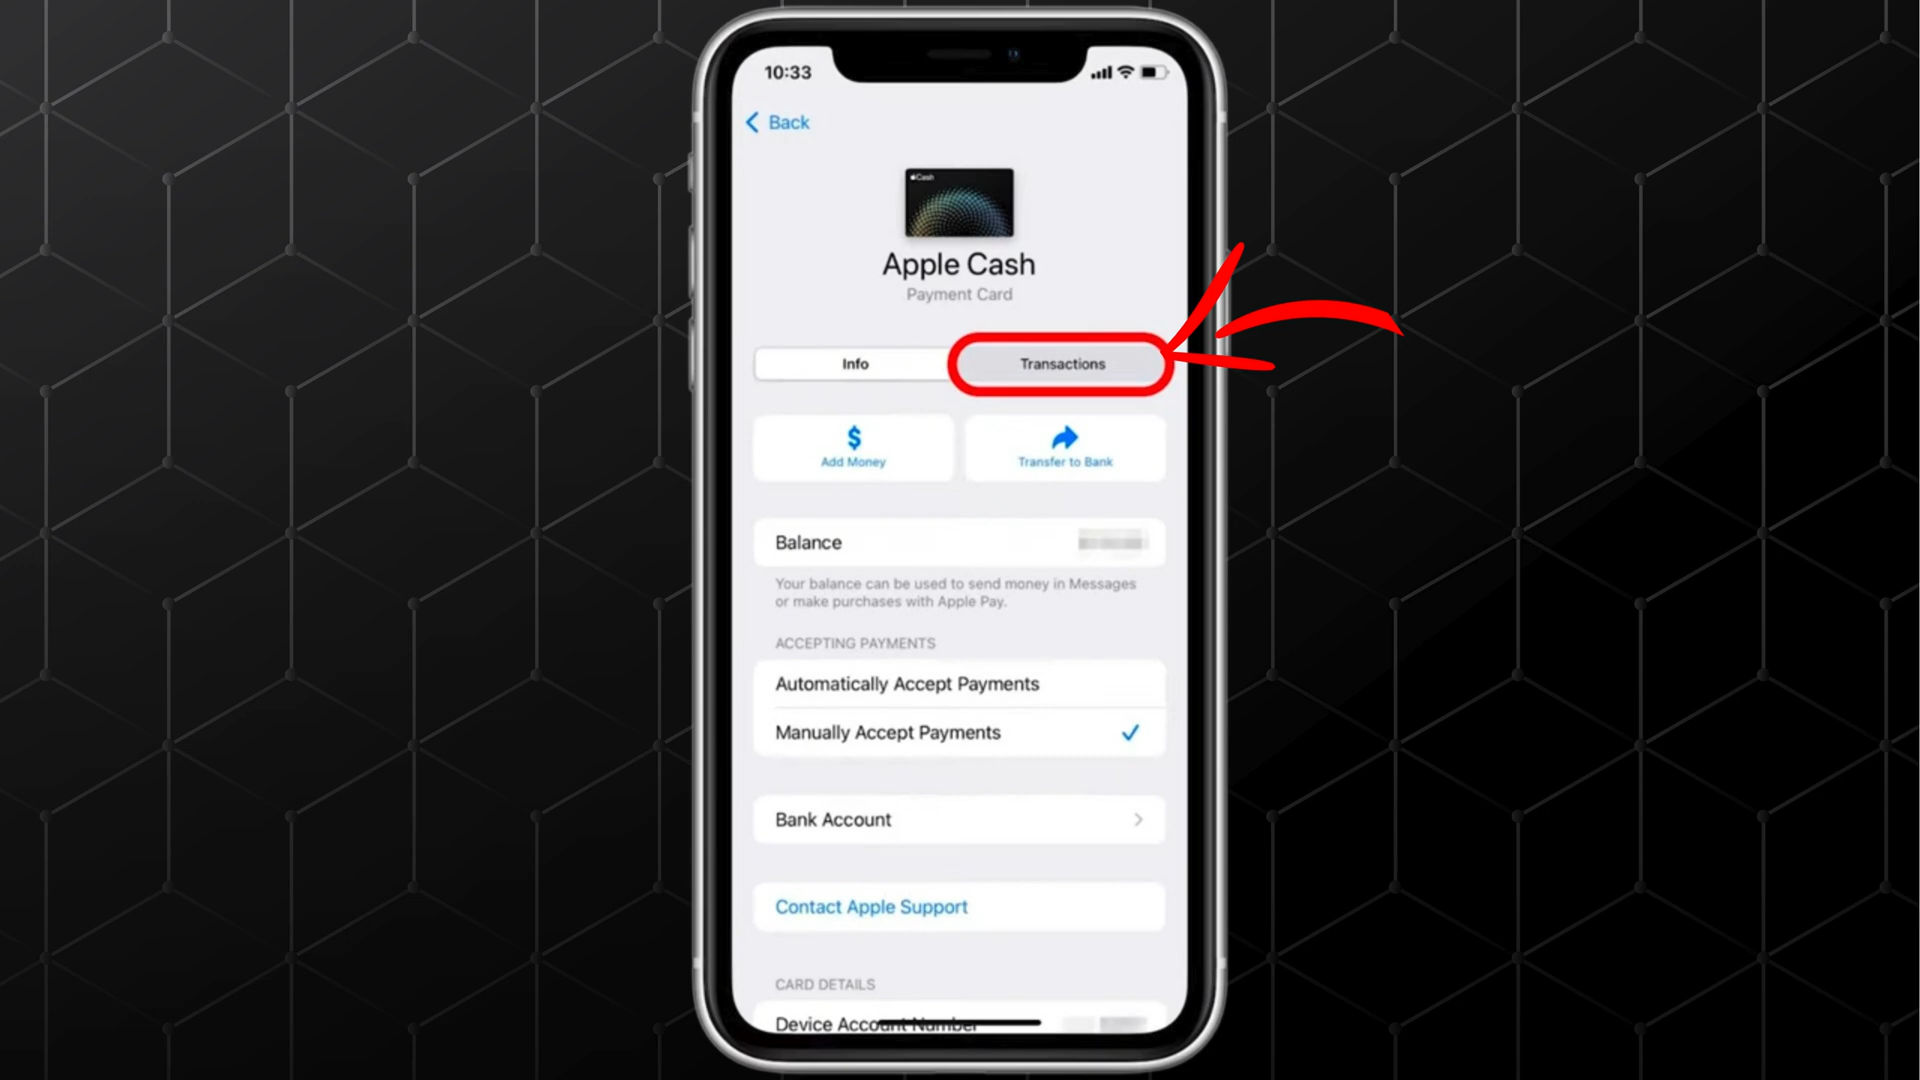 10:33
Back
Cash
Apple Cash
Payment Card
Info
Transactions
$
Add Money
Transfer to Bank
Balance
Your balance can be used to send money in Messages
or make purchases with Apple Pay.
ACCEPTING PAYMENTS
Automatically Accept Payments
Manually Accept Payments
Bank Account
Contact Apple Support
CARD DETAILS
Device Account Number